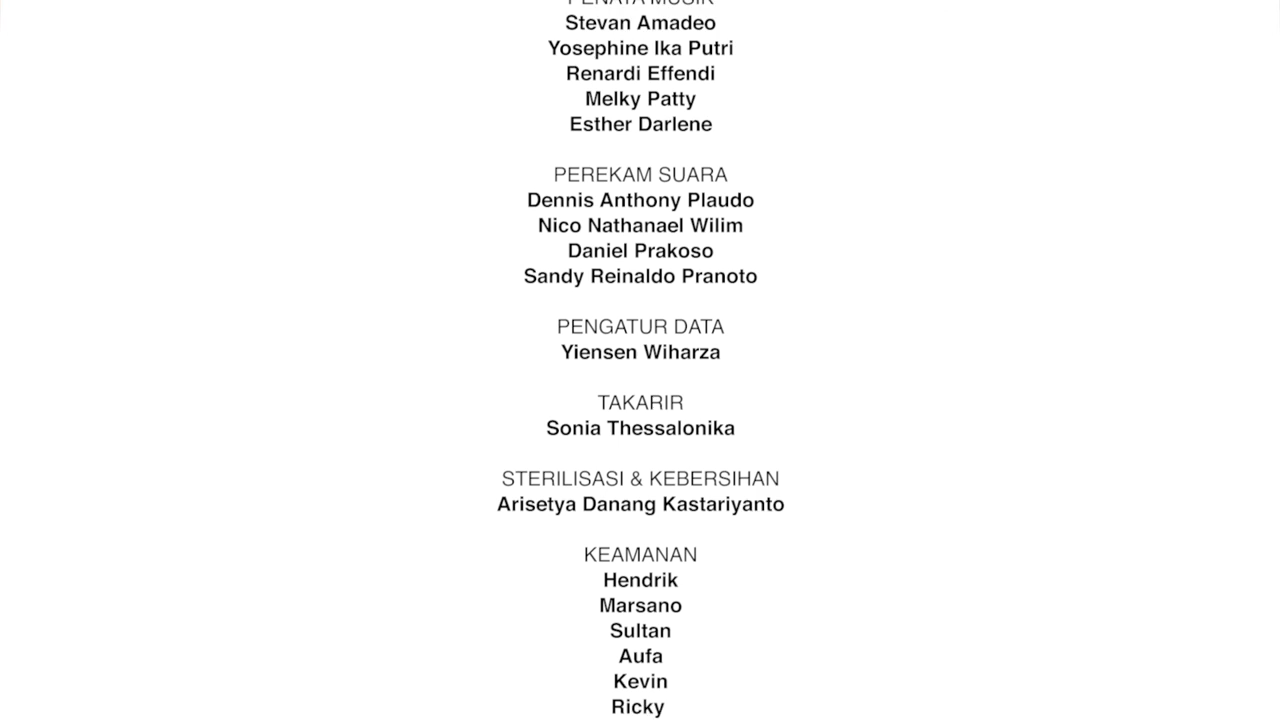 PENATA MUSIK
Stevan Amadeo
Yosephine Ika Putri
Renardi Effendi
Melky Patty
Esther Darlene
PEREKAM SUARA
Dennis Anthony Plaudo
Nico Nathanael Wilim
Daniel Prakoso
Sandy Reinaldo Pranoto
PENGATUR DATA
Yiensen Wiharza
TAKARIR
Sonia Thessalonika
STERILISASI & KEBERSIHAN
Arisetya Danang Kastariyanto
KEAMANAN
Hendrik
Marsano
Sultan
Aufa
Kevin
Ricky